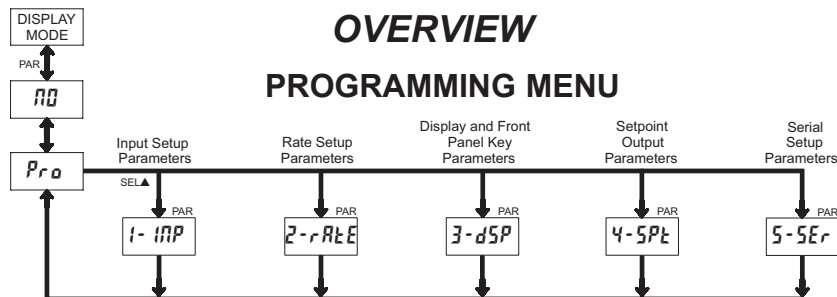 DISPLAY
MODE
OVERVIEW
PAR
PROGRAMMING MENU
NO
Input Setup
Parameters
Rate Setup
Parameters
Display and Front
Panel Key
Parameters
Setpoint
Output
Parameters
Serial
Setup
Parameters
Pro
SEL▲
PAR
PAR
PAR
PAR
PAR
1-INP
2-rAtE
3-dSP
4-SPt
5-SEr